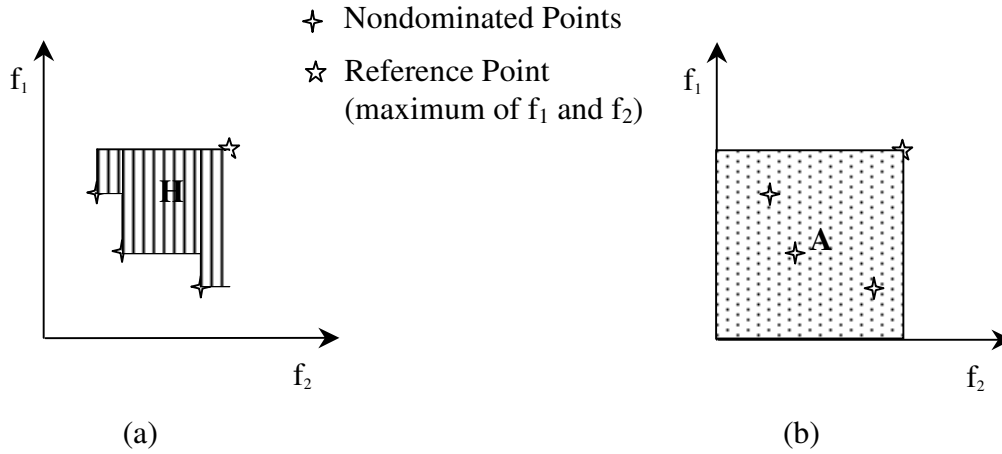 Nondominated Points
Reference Point
(maximum of f₁ and f₂)
f₁
H
f₂
(a)
f₁
A
f₂
(b)